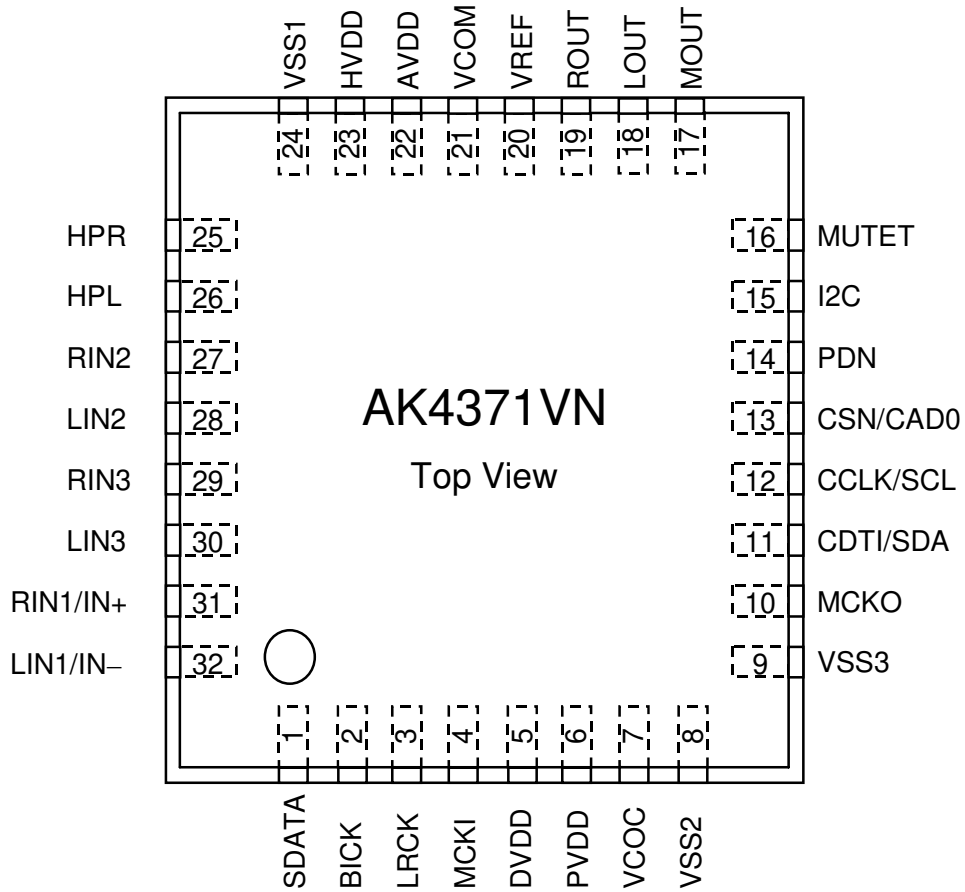 VSS1
HVDD
AVDD
VCOM
VREF
ROUT
LOUT
MOUT
24
23
22
21
20
19
18
17
HPR 25
HPL 26
RIN2 27
LIN2 28
RIN3 29
LIN3 30
RIN1/IN+ 31
LIN1/IN− 32
AK4371VN
Top View
16 MUTET
15 I2C
14 PDN
13 CSN/CAD0
12 CCLK/SCL
11 CDTI/SDA
10 MCKO
9 VSS3
1
2
3
4
5
6
7
8
SDATA
BICK
LRCK
MCKI
DVDD
PVDD
VCOC
VSS2